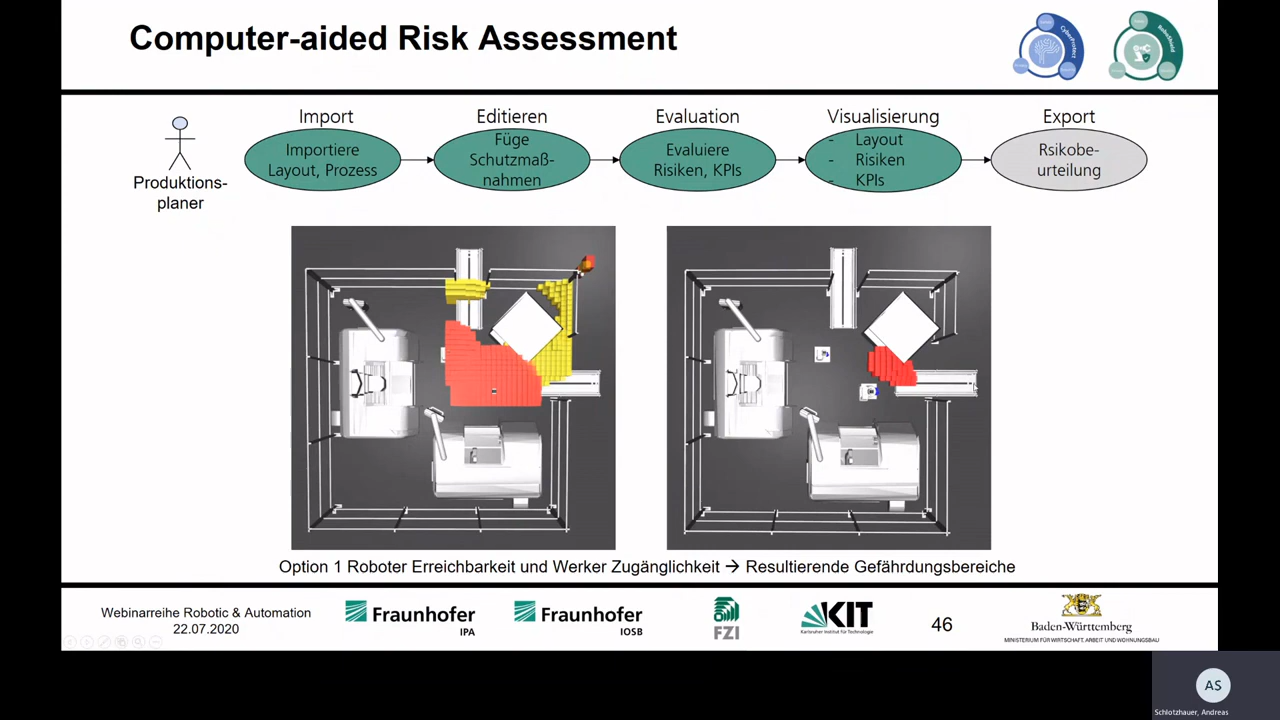 Computer-aided Risk Assessment
CyberProtect
RoboShield
Import
Editieren
Evaluation
Visualisierung
Export
Importiere
Layout, Prozess
Füge
Schutzmaß-
nahmen
Evaluiere
Risiken, KPIs
- Layout
- Risiken
- KPIs
Rsikobe-
urteilung
Produktions-
planer
Option 1 Roboter Erreichbarkeit und Werker Zugänglichkeit → Resultierende Gefährdungsbereiche
Webinarreihe Robotic & Automation
22.07.2020
Fraunhofer
IPA
Fraunhofer
IOSB
FZI
KIT
Karlsruher Institut für Technologie
46
Baden-Württemberg
MINISTERIUM FÜR WIRTSCHAFT, ARBEIT UND WOHNUNGSBAU
AS
Schlotzhauer, Andreas